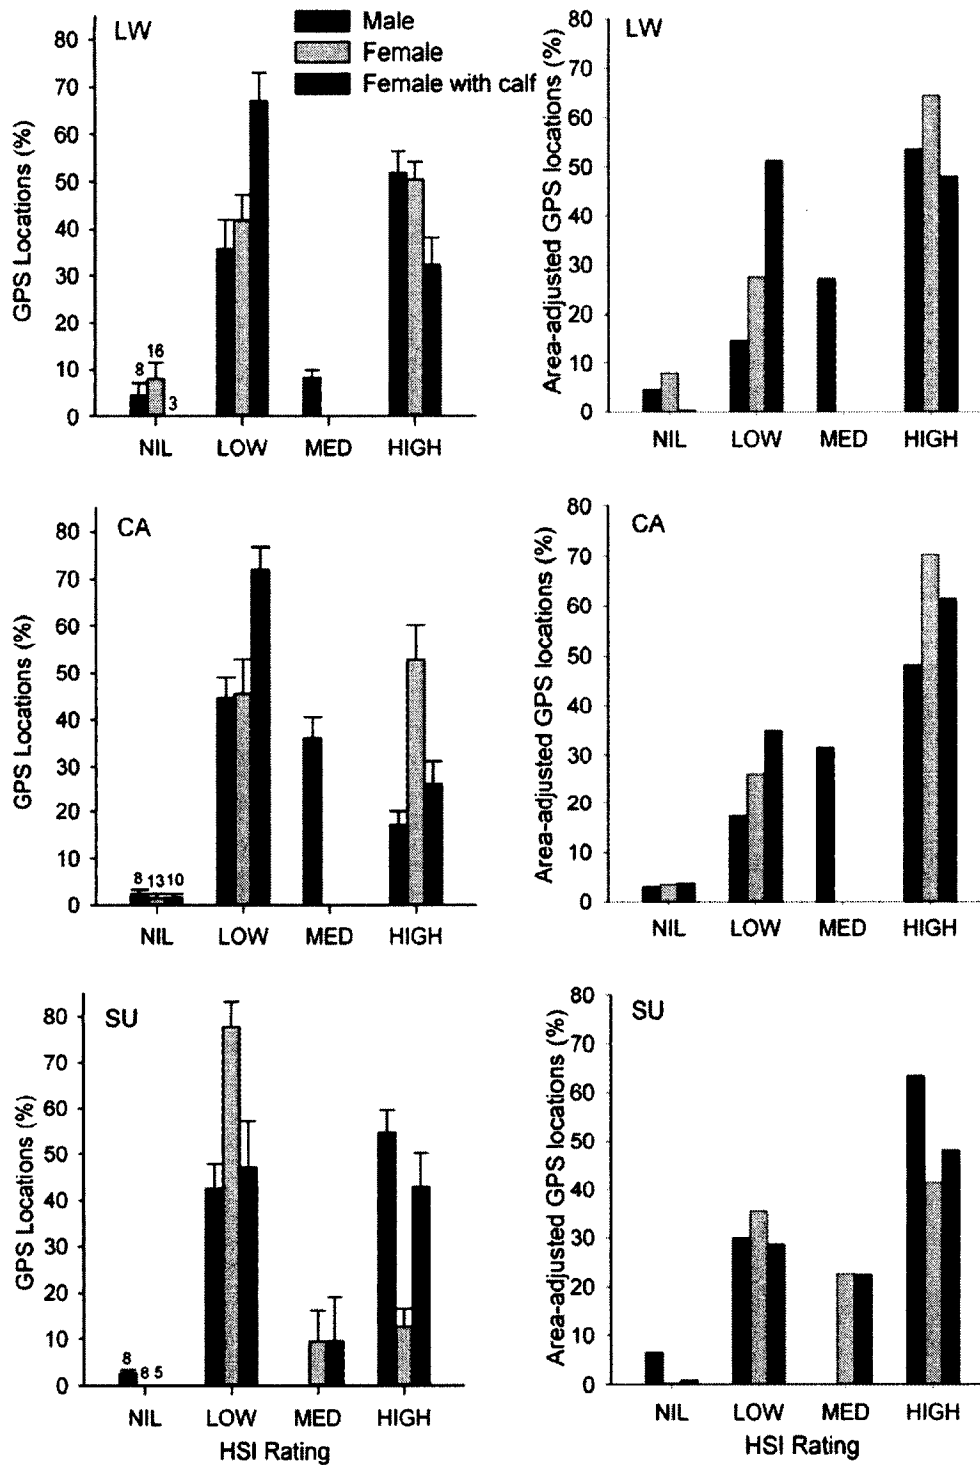 LW
Male
Female
Female with calf
GPS Locations (%)
80
70
60
50
40
30
20
10
0
8
16
3
NIL LOW MED HIGH
LW
Area-adjusted GPS locations (%)
80
70
60
50
40
30
20
10
0
NIL LOW MED HIGH
CA
GPS Locations (%)
80
70
60
50
40
30
20
10
0
8 13 10
NIL LOW MED HIGH
CA
Area-adjusted GPS locations (%)
80
70
60
50
40
30
20
10
0
NIL LOW MED HIGH
SU
GPS Locations (%)
80
70
60
50
40
30
20
10
0
8
8 5
NIL LOW MED HIGH
HSI Rating
SU
Area-adjusted GPS locations (%)
80
70
60
50
40
30
20
10
0
NIL LOW MED HIGH
HSI Rating